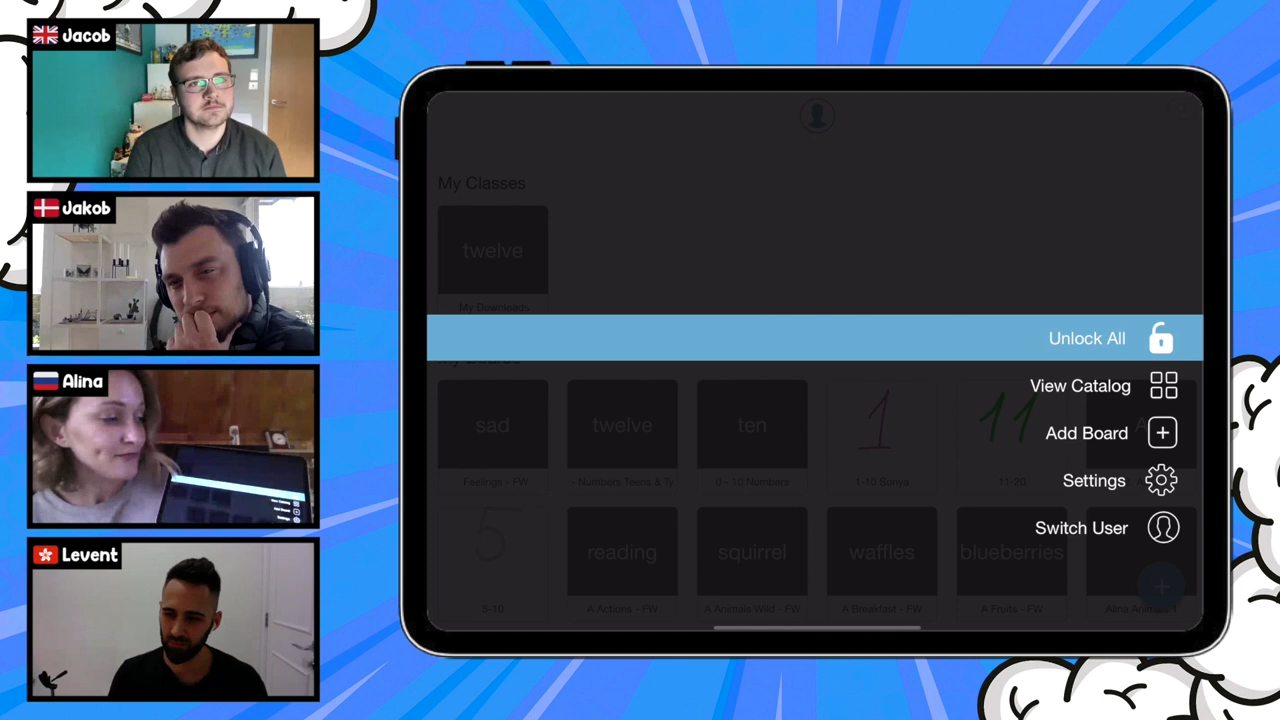 Jacob
Jakob
Alina
Levent
My Classes
twelve
My Downloads
Unlock All
View Catalog
Add Board
Settings
Switch User
sad
twelve
ten
1
11
Feelings - FW
- Numbers Teens & Ty
0 - 10 Numbers
1-10 Sonya
11-20
5
reading
squirrel
waffles
blueberries
5-10
A Actions - FW
A Animals Wild - FW
A Breakfast - FW
A Fruits - FW